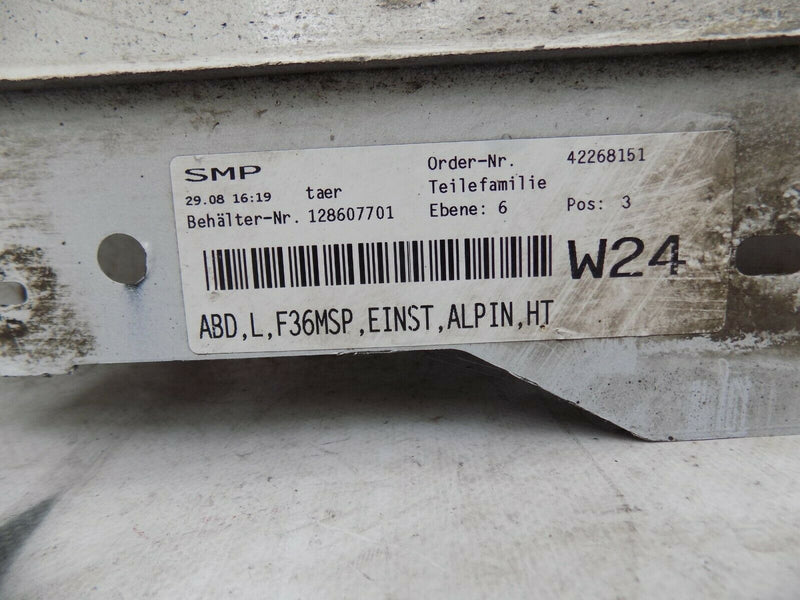 SMP
Order-Nr. 42268151
29.08 16:19 taer Teilefamilie
Behälter-Nr. 128607701 Ebene: 6 Pos: 3
W24
ABD,L,F36MSP,EINST,ALPIN,HT